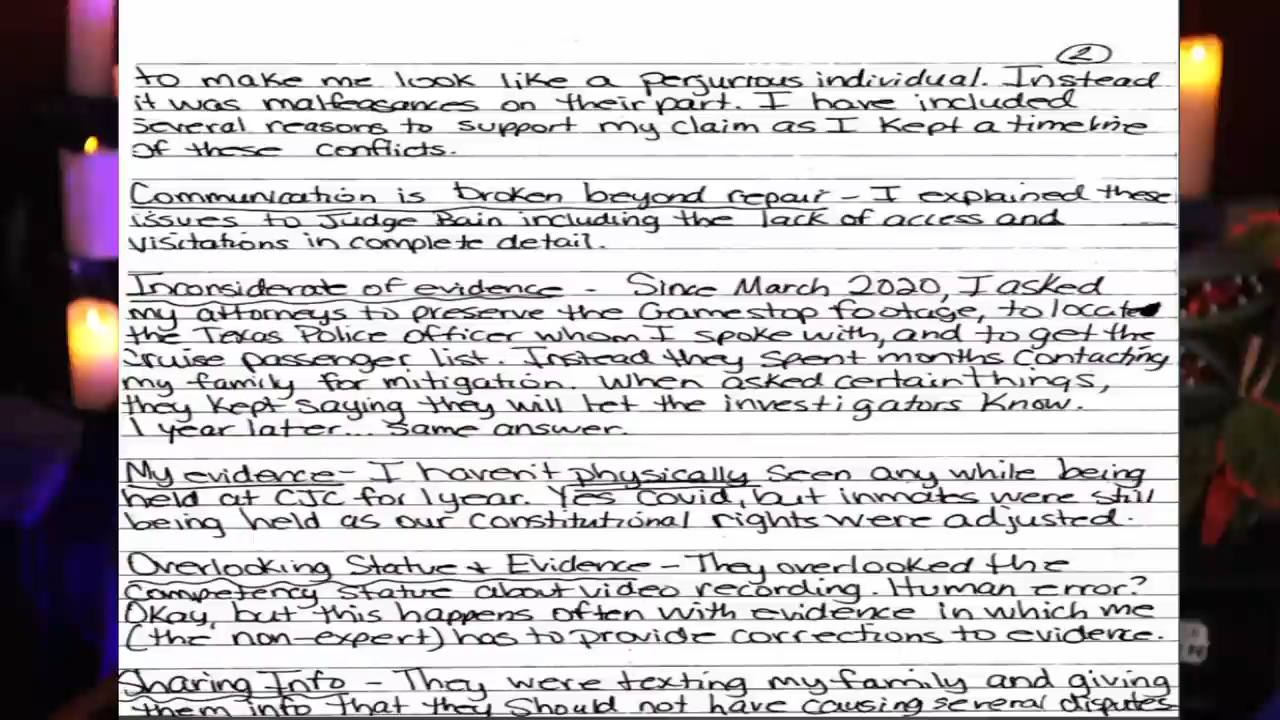 2
to make me look like a perjurious individual. Instead
it was malfeasances on their part. I have included
several reasons to support my claim as I kept a timeline
of these conflicts.
Communication is broken beyond repair - I explained these
issues to Judge Bain including the lack of access and
visitations in complete detail.
Inconsiderate of evidence - Since March 2020, I asked
my attorneys to preserve the Gamestop footage, to locate
the Texas Police officer whom I spoke with, and to get the
cruise passenger list. Instead they spent months contacting
my family for mitigation. When asked certain things,
they kept saying they will let the investigators know.
1 year later... Same answer.
My evidence - I haven't physically seen any while being
held at CJC for 1 year. Yes Covid, but inmates were still
being held as our constitutional rights were adjusted.
Overlooking Statue + Evidence - They overlooked the
competency statue about video recording. Human error?
Okay, but this happens often with evidence in which me
(the non-expert) has to provide corrections to evidence.
Sharing Info - They were texting my family and giving
them info that they should not have causing several disputes